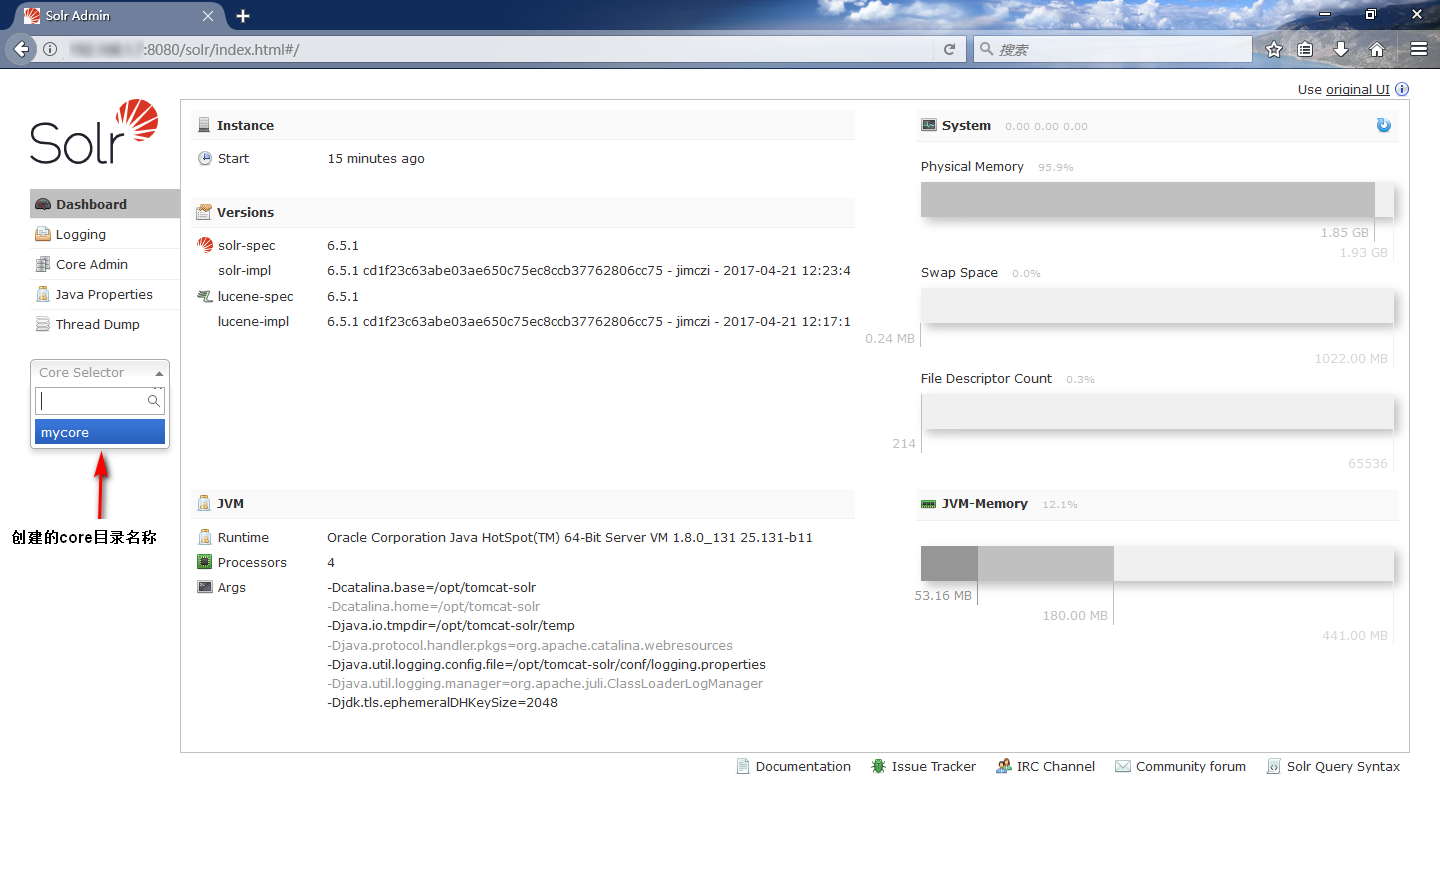 Solr Admin
:8080/solr/index.html#/
搜索
Use original UI
Solr
Dashboard
Logging
Core Admin
Java Properties
Thread Dump
Core Selector
mycore
创建的core目录名称
Instance
Start 15 minutes ago
Versions
solr-spec 6.5.1
solr-impl 6.5.1 cd1f23c63abe03ae650c75ec8ccb37762806cc75 - jimczi - 2017-04-21 12:23:4
lucene-spec 6.5.1
lucene-impl 6.5.1 cd1f23c63abe03ae650c75ec8ccb37762806cc75 - jimczi - 2017-04-21 12:17:1
JVM
Runtime Oracle Corporation Java HotSpot(TM) 64-Bit Server VM 1.8.0_131 25.131-b11
Processors 4
Args -Dcatalina.base=/opt/tomcat-solr
-Dcatalina.home=/opt/tomcat-solr
-Djava.io.tmpdir=/opt/tomcat-solr/temp
-Djava.protocol.handler.pkgs=org.apache.catalina.webresources
-Djava.util.logging.config.file=/opt/tomcat-solr/conf/logging.properties
-Djava.util.logging.manager=org.apache.juli.ClassLoaderLogManager
-Djdk.tls.ephemeralDHKeySize=2048
System 0.00 0.00 0.00
Physical Memory 95.9%
1.85 GB
1.93 GB
Swap Space 0.0%
0.24 MB
1022.00 MB
File Descriptor Count 0.3%
214
65536
JVM-Memory 12.1%
53.16 MB
180.00 MB
441.00 MB
Documentation Issue Tracker IRC Channel Community forum Solr Query Syntax